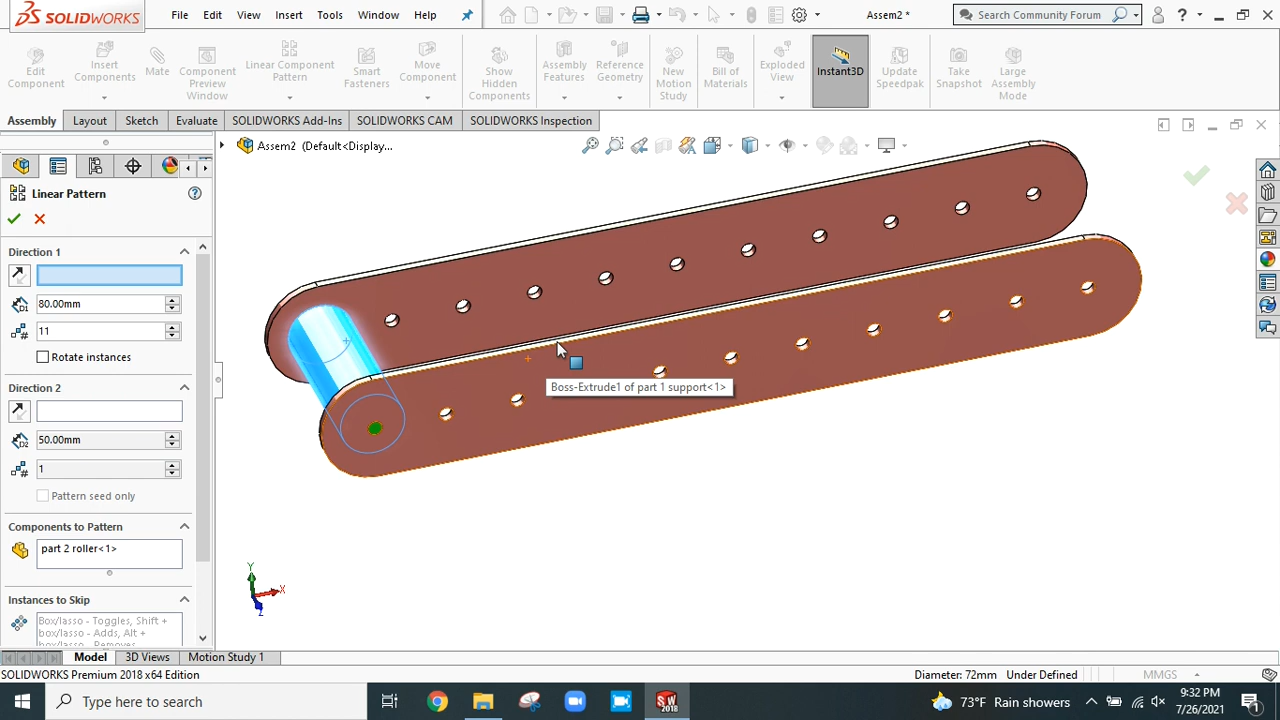 SOLIDWORKS
File Edit View Insert Tools Window Help
Assem2 *
Search Community Forum
?
Edit Component
Insert Components
Mate
Component Preview Window
Linear Component Pattern
Smart Fasteners
Move Component
Show Hidden Components
Assembly Features
Reference Geometry
New Motion Study
Bill of Materials
Exploded View
Instant3D
Update Speedpak
Take Snapshot
Large Assembly Mode
Assembly Layout Sketch Evaluate SOLIDWORKS Add-Ins SOLIDWORKS CAM SOLIDWORKS Inspection
Assem2 (Default<Display...
Linear Pattern
Direction 1
80.00mm
11
Rotate instances
Direction 2
50.00mm
1
Pattern seed only
Components to Pattern
part 2 roller<1>
Instances to Skip
Box/lasso - Toggles, Shift +
box/lasso - Adds, Alt +
box/lasso - Removes
Boss-Extrude1 of part 1 support<1>
Y
X
Z
Model 3D Views Motion Study 1
SOLIDWORKS Premium 2018 x64 Edition
Diameter: 72mm Under Defined
MMGS
Type here to search
SW
2018
73°F Rain showers
9:32 PM
7/26/2021
1